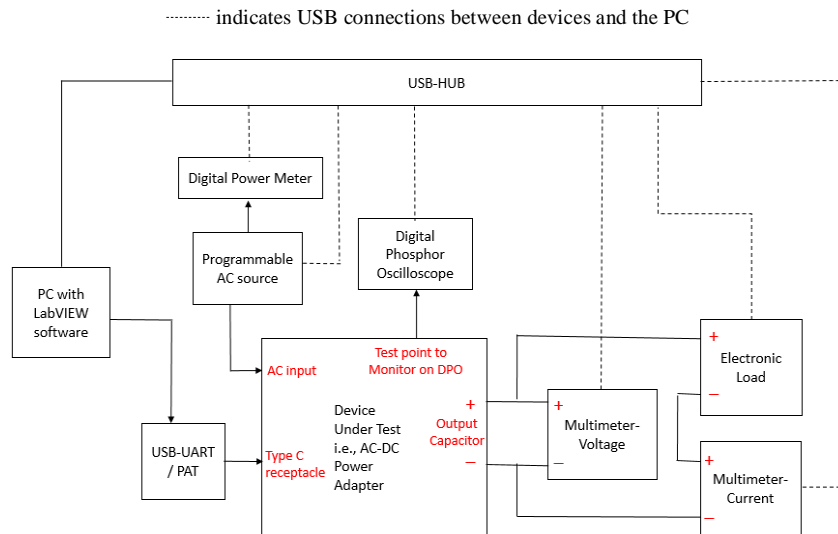 ---------- indicates USB connections between devices and the PC
USB-HUB
Digital Power Meter
Programmable
AC source
Digital
Phosphor
Oscilloscope
PC with
LabVIEW
software
Test point to
Monitor on DPO
AC input
Device
Under Test
i.e., AC-DC
Power
Adapter
+
Output
Capacitor
−
Type C
receptacle
USB-UART
/ PAT
+
Multimeter-
Voltage
−
+
Electronic
Load
−
+
Multimeter-
Current
−